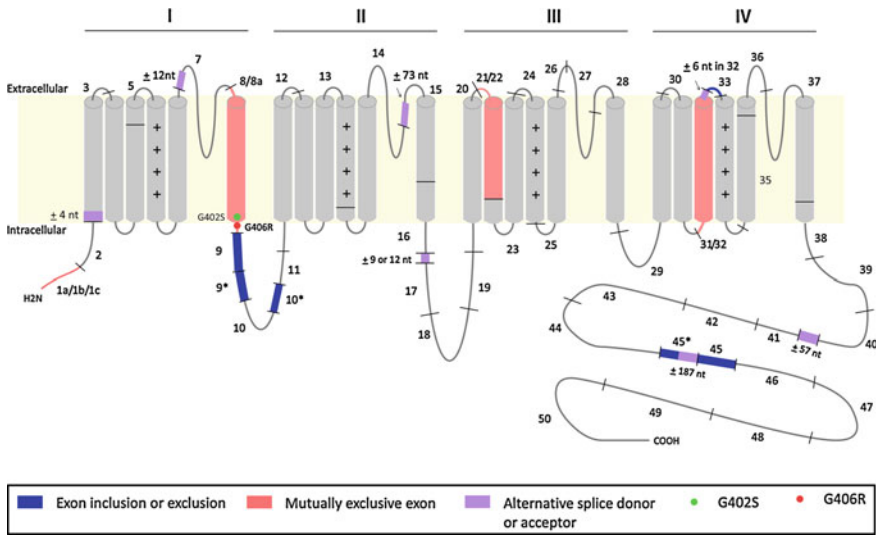 I II III IV
Extracellular
Intracellular
3 5 ± 12nt 7 8/8a
12 13 14 ± 73 nt 15
20 21/22 24 26 27 28
30 ± 6 nt in 32 33 36 37
± 4 nt
2
1a/1b/1c
H2N
G402S
G406R
9
9*
10
10*
11
16
± 9 or 12 nt
17
18
19
23
25
29
31/32
35
38
39
40
41
± 57 nt
42
43
44
45*
45
± 187 nt
46
47
48
49
50
COOH
+ + + +
+ + + +
+ + + +
+ + + +
Exon inclusion or exclusion
Mutually exclusive exon
Alternative splice donor
or acceptor
G402S
G406R